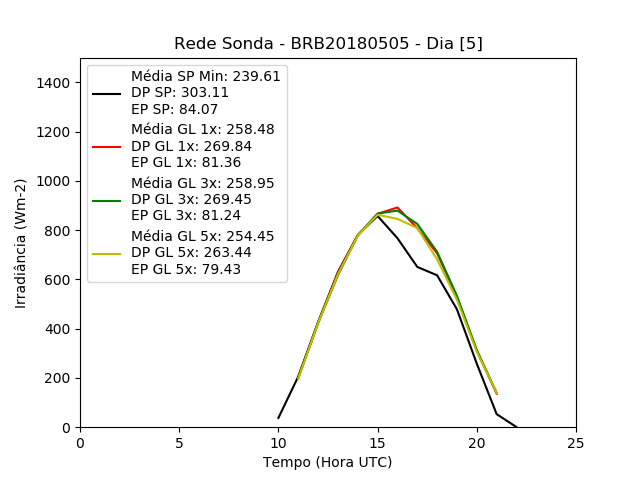 Rede Sonda - BRB20180505 - Dia [5]
Irradiância (Wm-2)
1400
1200
1000
800
600
400
200
0
Média SP Min: 239.61
DP SP: 303.11
EP SP: 84.07
Média GL 1x: 258.48
DP GL 1x: 269.84
EP GL 1x: 81.36
Média GL 3x: 258.95
DP GL 3x: 269.45
EP GL 3x: 81.24
Média GL 5x: 254.45
DP GL 5x: 263.44
EP GL 5x: 79.43
0 5 10 15 20 25
Tempo (Hora UTC)